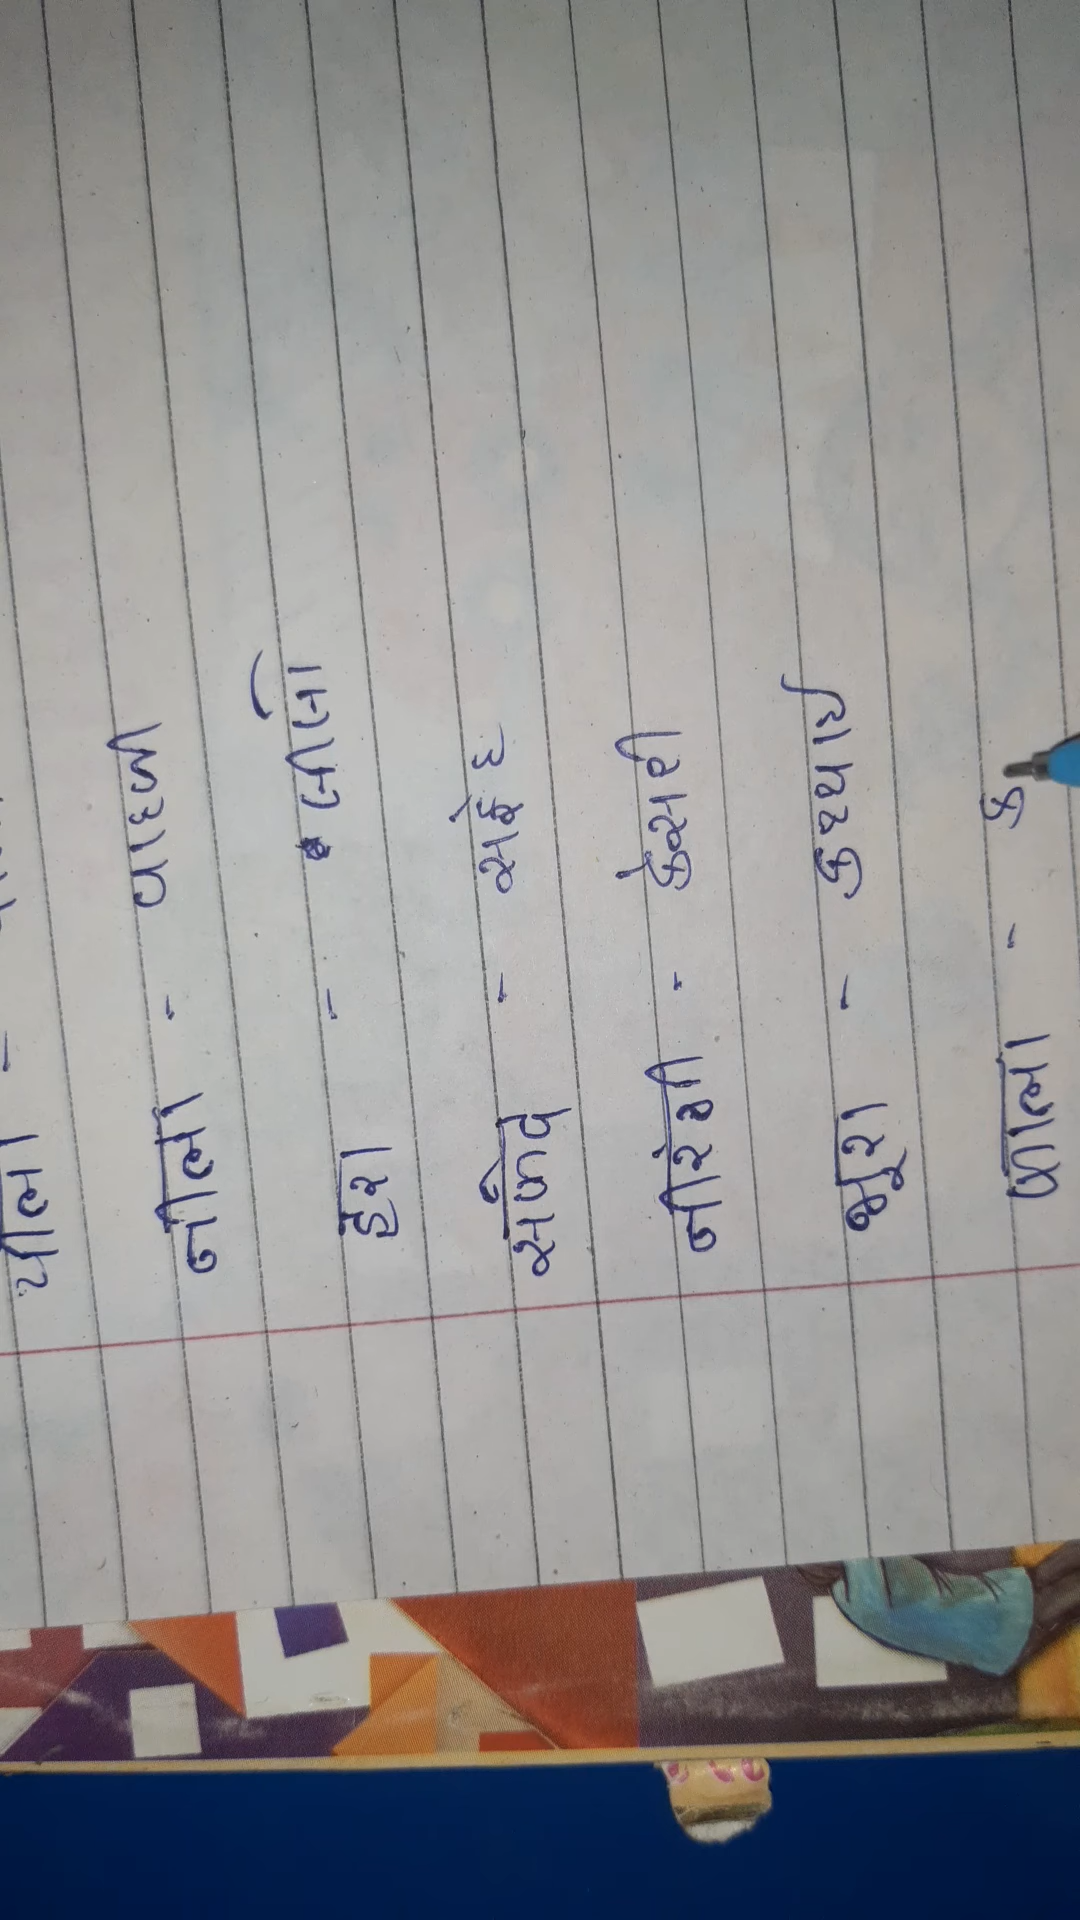 पीला -
नीला - વાદળી
हरा - લીલો
सफेद - સફેદ
नारंगी - કેસરી
भूरा - કથ્થાઈ
काला - ક